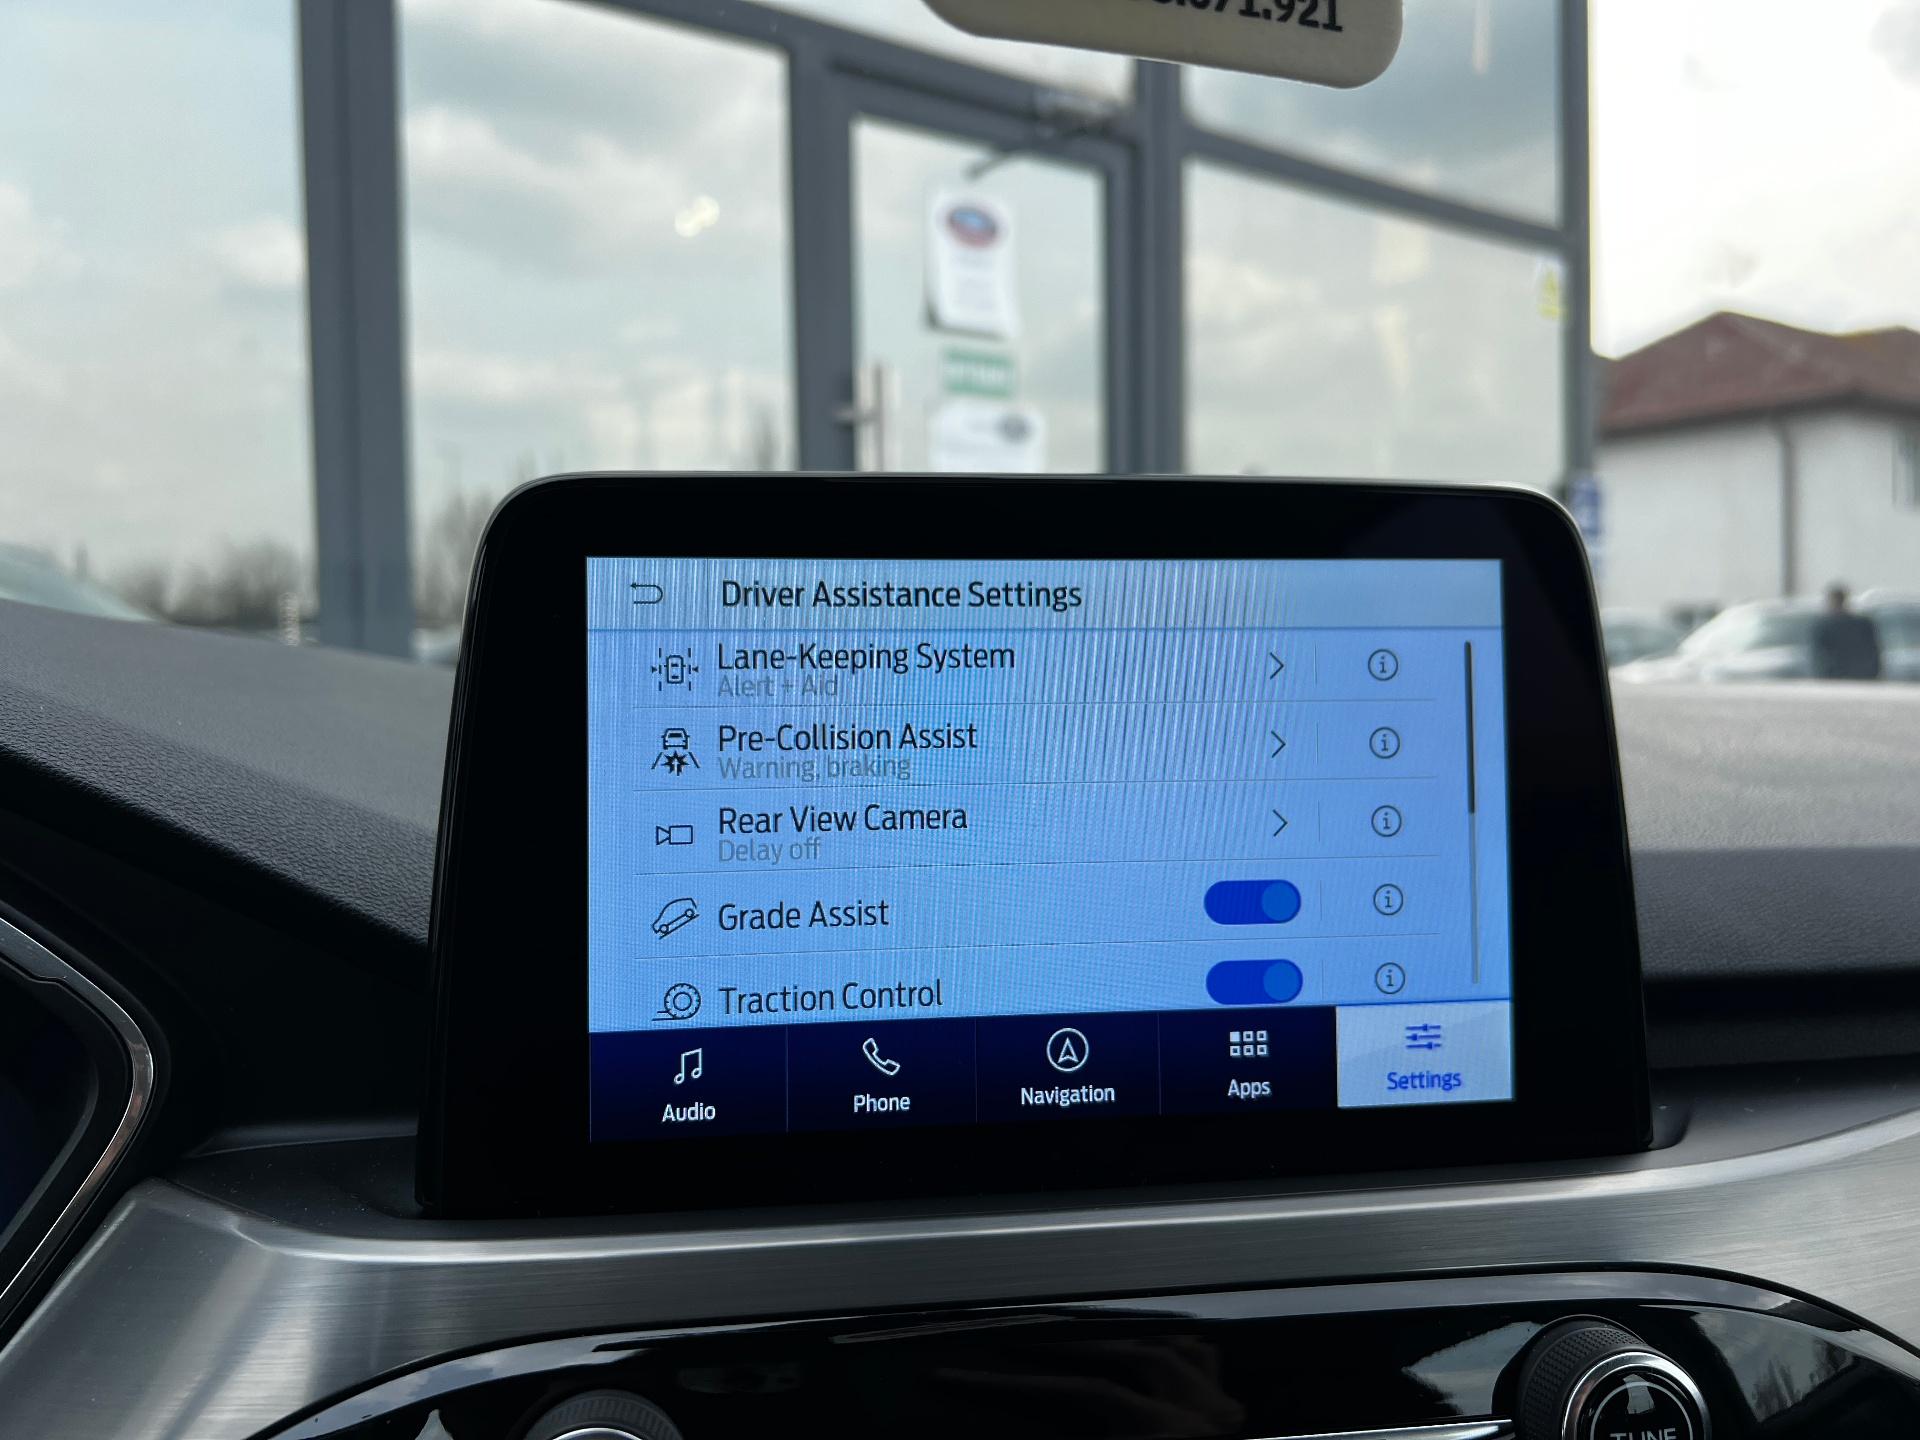 Driver Assistance Settings
Lane-Keeping System
Alert + Aid
Pre-Collision Assist
Warning, braking
Rear View Camera
Delay off
Grade Assist
Traction Control
Audio
Phone
Navigation
Apps
Settings
TUNE